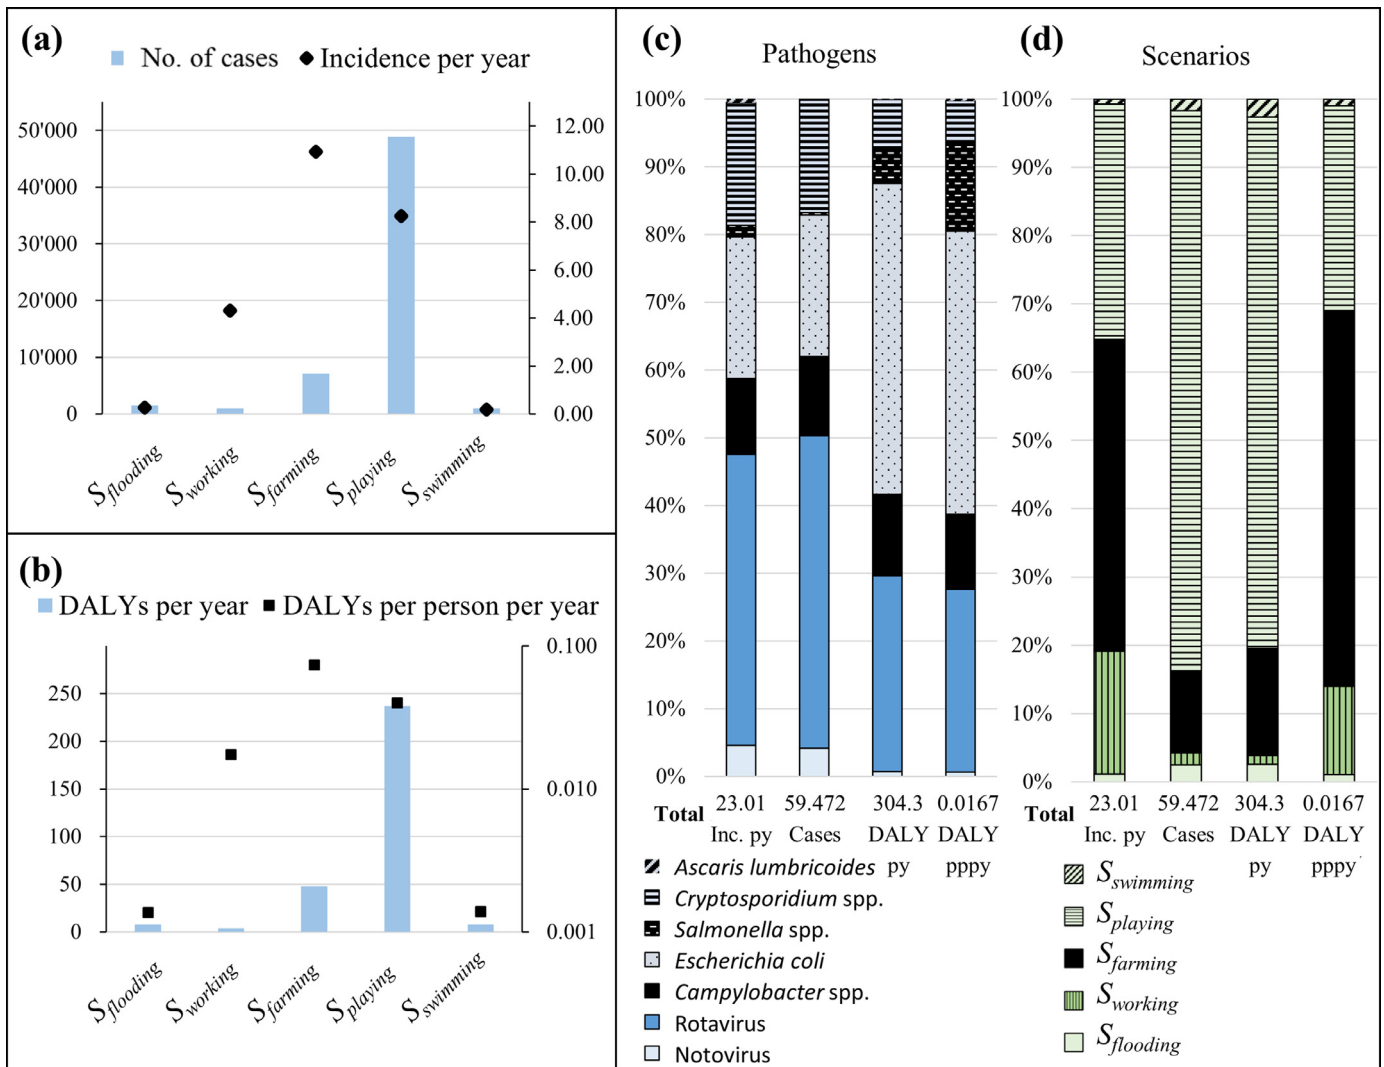 (a)
No. of cases Incidence per year
50'000
40'000
30'000
20'000
10'000
0
12.00
10.00
8.00
6.00
4.00
2.00
0.00
Sflooding
Sworking
Sfarming
Splaying
Sswimming
(b)
DALYs per year DALYs per person per year
250
200
150
100
50
0
0.100
0.010
0.001
Sflooding
Sworking
Sfarming
Splaying
Sswimming
(c)
Pathogens
100%
90%
80%
70%
60%
50%
40%
30%
20%
10%
0%
Total
23.01 59.472 304.3 0.0167
Inc. py Cases DALY DALY
py pppy
Ascaris lumbricoides
Cryptosporidium spp.
Salmonella spp.
Escherichia coli
Campylobacter spp.
Rotavirus
Notovirus
(d)
Scenarios
100%
90%
80%
70%
60%
50%
40%
30%
20%
10%
0%
Total
23.01 59.472 304.3 0.0167
Inc. py Cases DALY DALY
py pppy
Sswimming
Splaying
Sfarming
Sworking
Sflooding